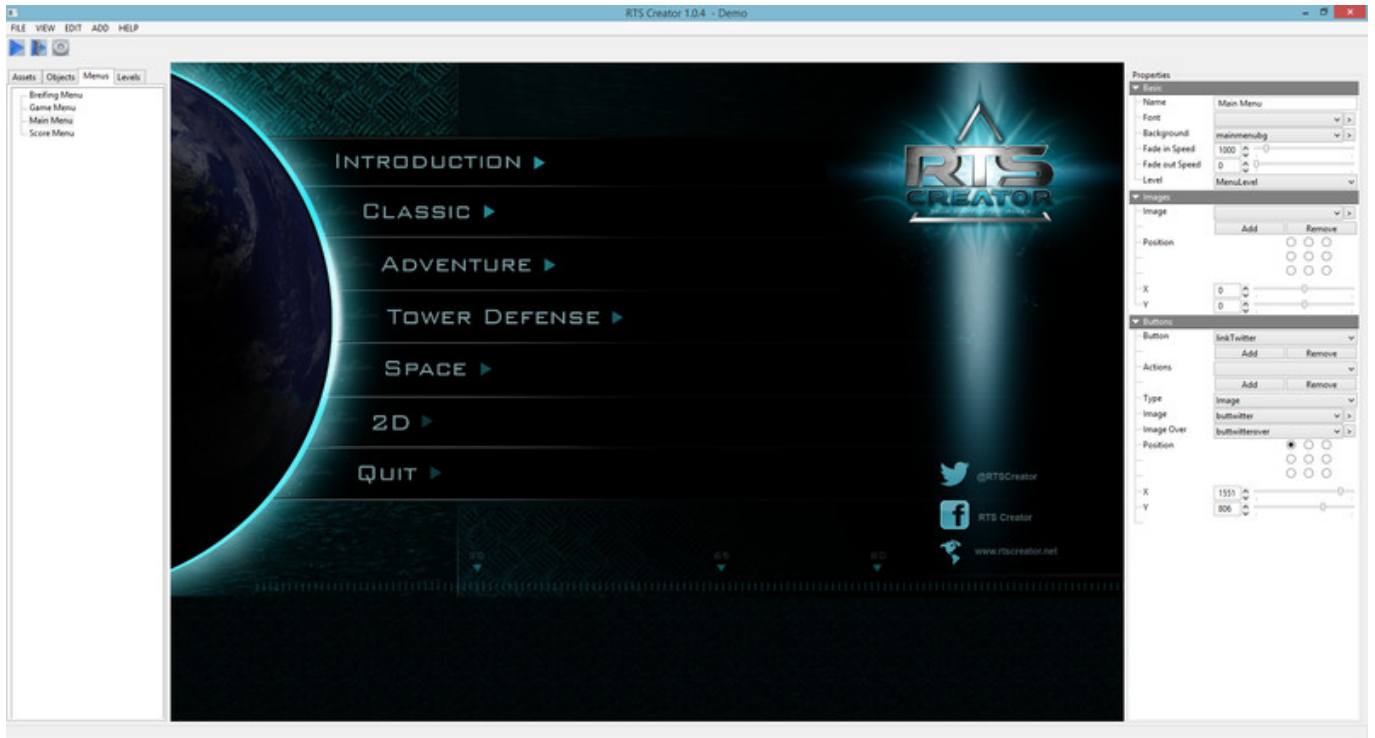 RTS Creator 1.0.4 - Demo
FILE VIEW EDIT ADD HELP
Assets Objects Menus Levels
Breifing Menu
Game Menu
Main Menu
Score Menu
INTRODUCTION
CLASSIC
ADVENTURE
TOWER DEFENSE
SPACE
2D
QUIT
RTS
CREATOR
@RTSCreator
RTS Creator
www.rtscreator.net
Properties
Basic
Name Main Menu
Font
Background mainmenubg
Fade in Speed 1000
Fade out Speed 0
Level MenuLevel
Images
Image
Add Remove
Position
X 0
Y 0
Buttons
Button linkTwitter
Add Remove
Actions
Add Remove
Type Image
Image buttwitter
Image Over buttwitterover
Position
X 1551
Y 806